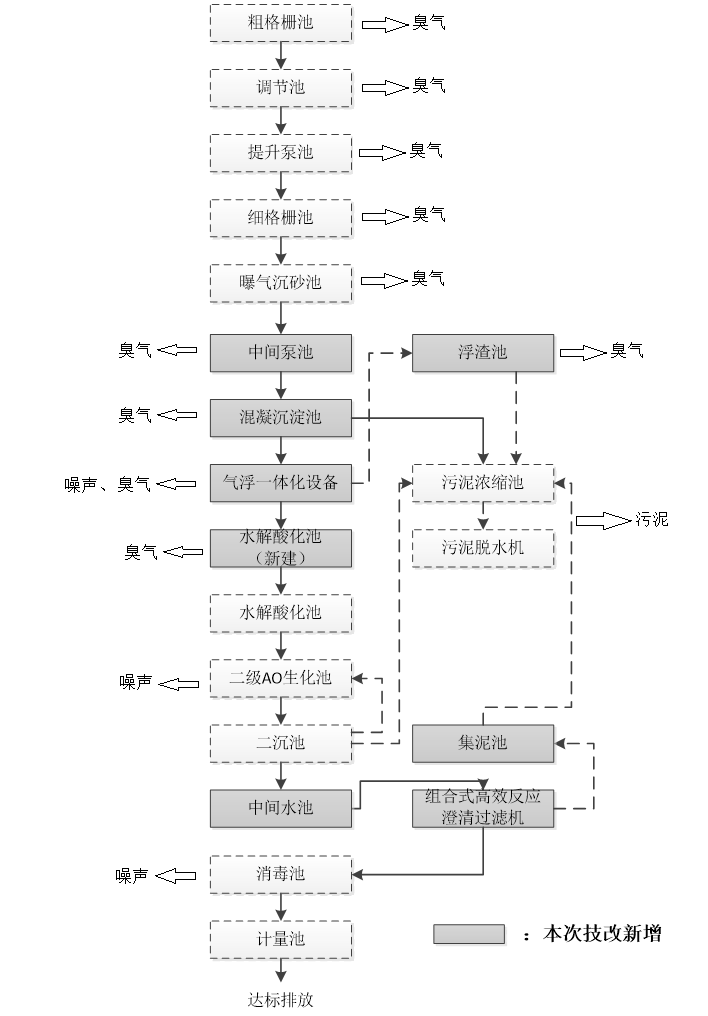 粗格栅池
臭气
调节池
臭气
提升泵池
臭气
细格栅池
臭气
曝气沉砂池
臭气
臭气
中间泵池
浮渣池
臭气
臭气
混凝沉淀池
噪声、臭气
气浮一体化设备
污泥浓缩池
污泥
臭气
水解酸化池
（新建）
污泥脱水机
水解酸化池
噪声
二级AO生化池
二沉池
集泥池
中间水池
组合式高效反应
澄清过滤机
噪声
消毒池
计量池
：本次技改新增
达标排放